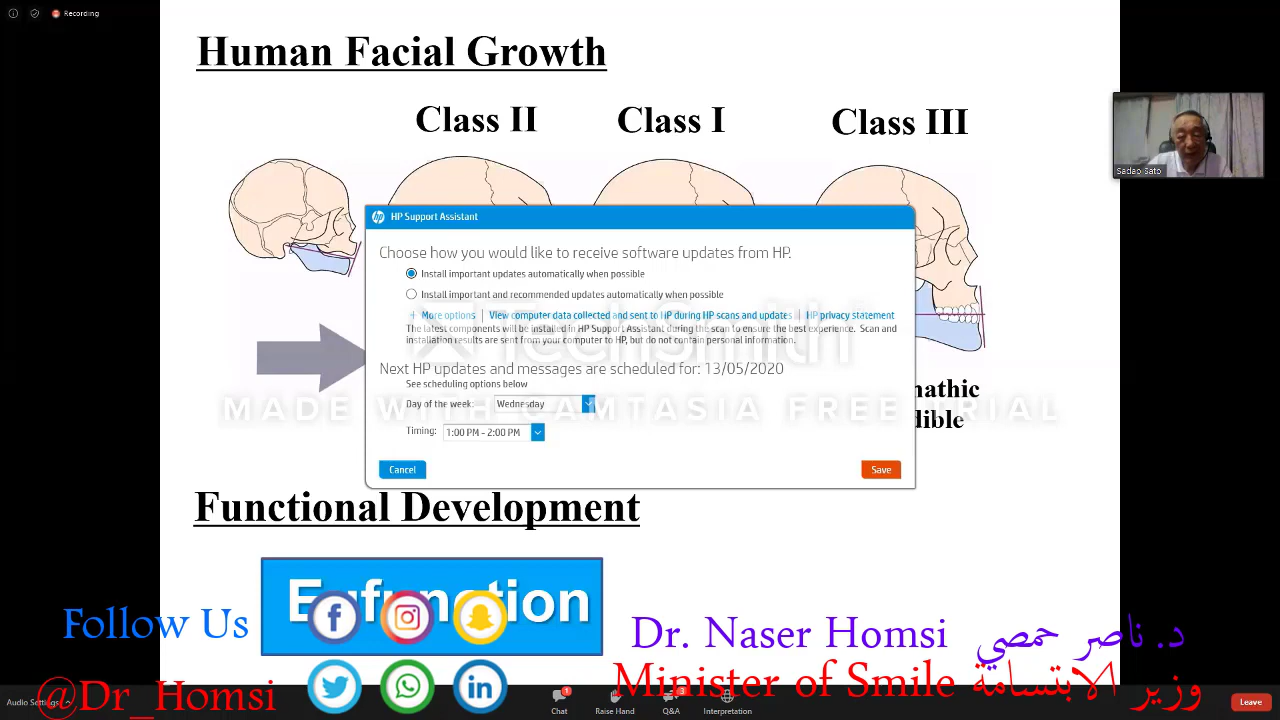 Recording
Human Facial Growth
Class II
Class I
Class III
Sadao Sato
HP Support Assistant
Choose how you would like to receive software updates from HP.
Install important updates automatically when possible
Install important and recommended updates automatically when possible
+ More options | View computer data collected and sent to HP during HP scans and updates | HP privacy statement
The latest components will be installed in HP Support Assistant during the scan to ensure the best experience. Scan and
installation results are sent from your computer to HP, but do not contain personal information.
TechSmith
Next HP updates and messages are scheduled for: 13/05/2020
See scheduling options below
Day of the week: Wednesday
MADE WITH CAMTASIA FREE TRIAL
Timing: 1:00 PM - 2:00 PM
Cancel
Save
Functional Development
Follow Us
Dr. Naser Homsi د. ناصر حمصي
Minister of Smile وزير الابتسامة
@Dr_Homsi
Audio Settings
1
Chat
Raise Hand
3
Q&A
Interpretation
Leave